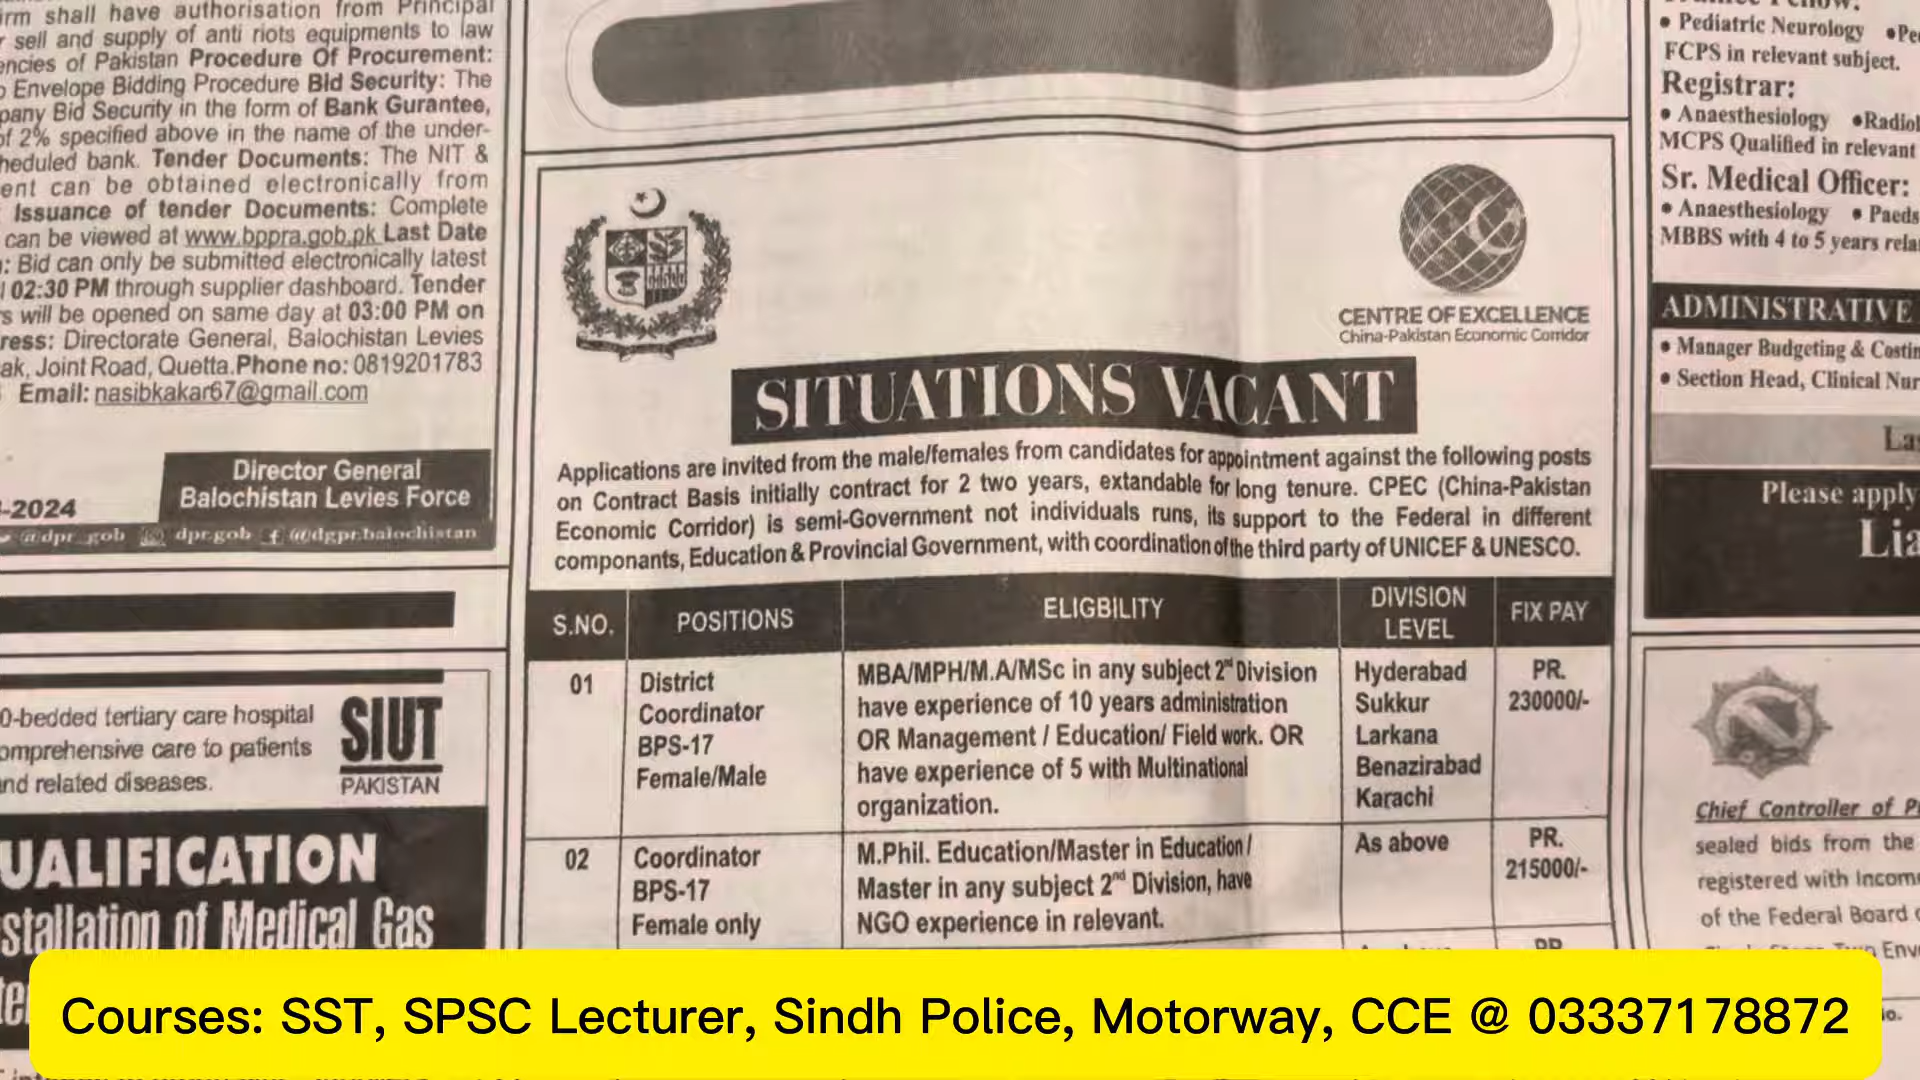 irm shall have authorisation from Principal
sell and supply of anti riots equipments to law
encies of Pakistan Procedure Of Procurement:
Envelope Bidding Procedure Bid Security: The
pany Bid Security in the form of Bank Gurantee,
of 2% specified above in the name of the under-
heduled bank. Tender Documents: The NIT &
ent can be obtained electronically from
Issuance of tender Documents: Complete
can be viewed at www.bppra.gob.pk Last Date
: Bid can only be submitted electronically latest
02:30 PM through supplier dashboard. Tender
s will be opened on same day at 03:00 PM on
ress: Directorate General, Balochistan Levies
ak, Joint Road, Quetta.Phone no: 0819201783
Email: nasibkakar67@gmail.com
-2024
Director General
Balochistan Levies Force
@dpr_gob dpr.gob @dgpr.balochistan
0-bedded tertiary care hospital
omprehensive care to patients
nd related diseases.
SIUT
PAKISTAN
UALIFICATION
stallation of Medical Gas
CENTRE OF EXCELLENCE
China-Pakistan Economic Corridor
SITUATIONS VACANT
Applications are invited from the male/females from candidates for appointment against the following posts
on Contract Basis initially contract for 2 two years, extandable for long tenure. CPEC (China-Pakistan
Economic Corridor) is semi-Government not individuals runs, its support to the Federal in different
componants, Education & Provincial Government, with coordination of the third party of UNICEF & UNESCO.
S.NO. POSITIONS ELIGBILITY DIVISION LEVEL FIX PAY
01 District Coordinator BPS-17 Female/Male
MBA/MPH/M.A/MSc in any subject 2nd Division
have experience of 10 years administration
OR Management / Education/ Field work. OR
have experience of 5 with Multinational
organization.
Hyderabad
Sukkur
Larkana
Benazirabad
Karachi
PR.
230000/-
02 Coordinator BPS-17 Female only
M.Phil. Education/Master in Education/
Master in any subject 2nd Division, have
NGO experience in relevant.
As above
PR.
215000/-
• Pediatric Neurology •Pe
FCPS in relevant subject.
Registrar:
• Anaesthesiology •Radiol
MCPS Qualified in relevant
Sr. Medical Officer:
• Anaesthesiology • Paeds
MBBS with 4 to 5 years rela
ADMINISTRATIVE
• Manager Budgeting & Costin
• Section Head, Clinical Nur
Las
Please apply
Lia
Chief Controller of P
sealed bids from the
registered with Income
of the Federal Board
Courses: SST, SPSC Lecturer, Sindh Police, Motorway, CCE @ 03337178872